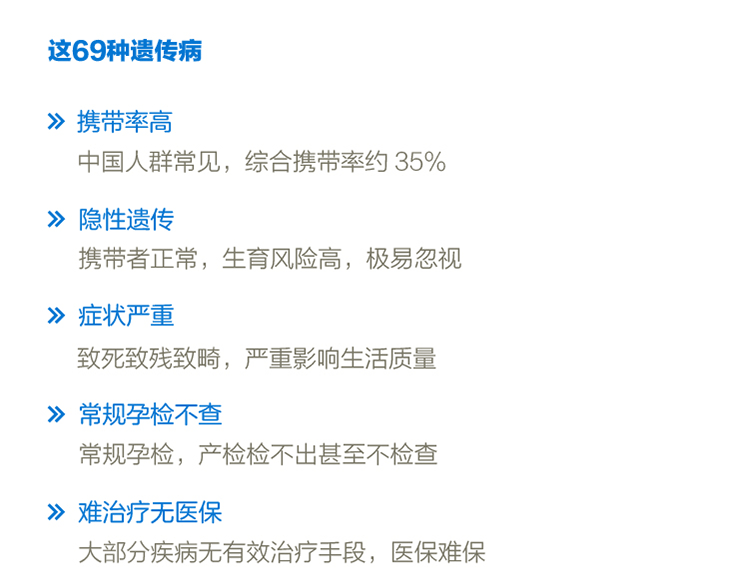 这69种遗传病
» 携带率高
中国人群常见，综合携带率约 35%
» 隐性遗传
携带者正常，生育风险高，极易忽视
» 症状严重
致死致残致畸，严重影响生活质量
» 常规孕检不查
常规孕检，产检检不出甚至不检查
» 难治疗无医保
大部分疾病无有效治疗手段，医保难保